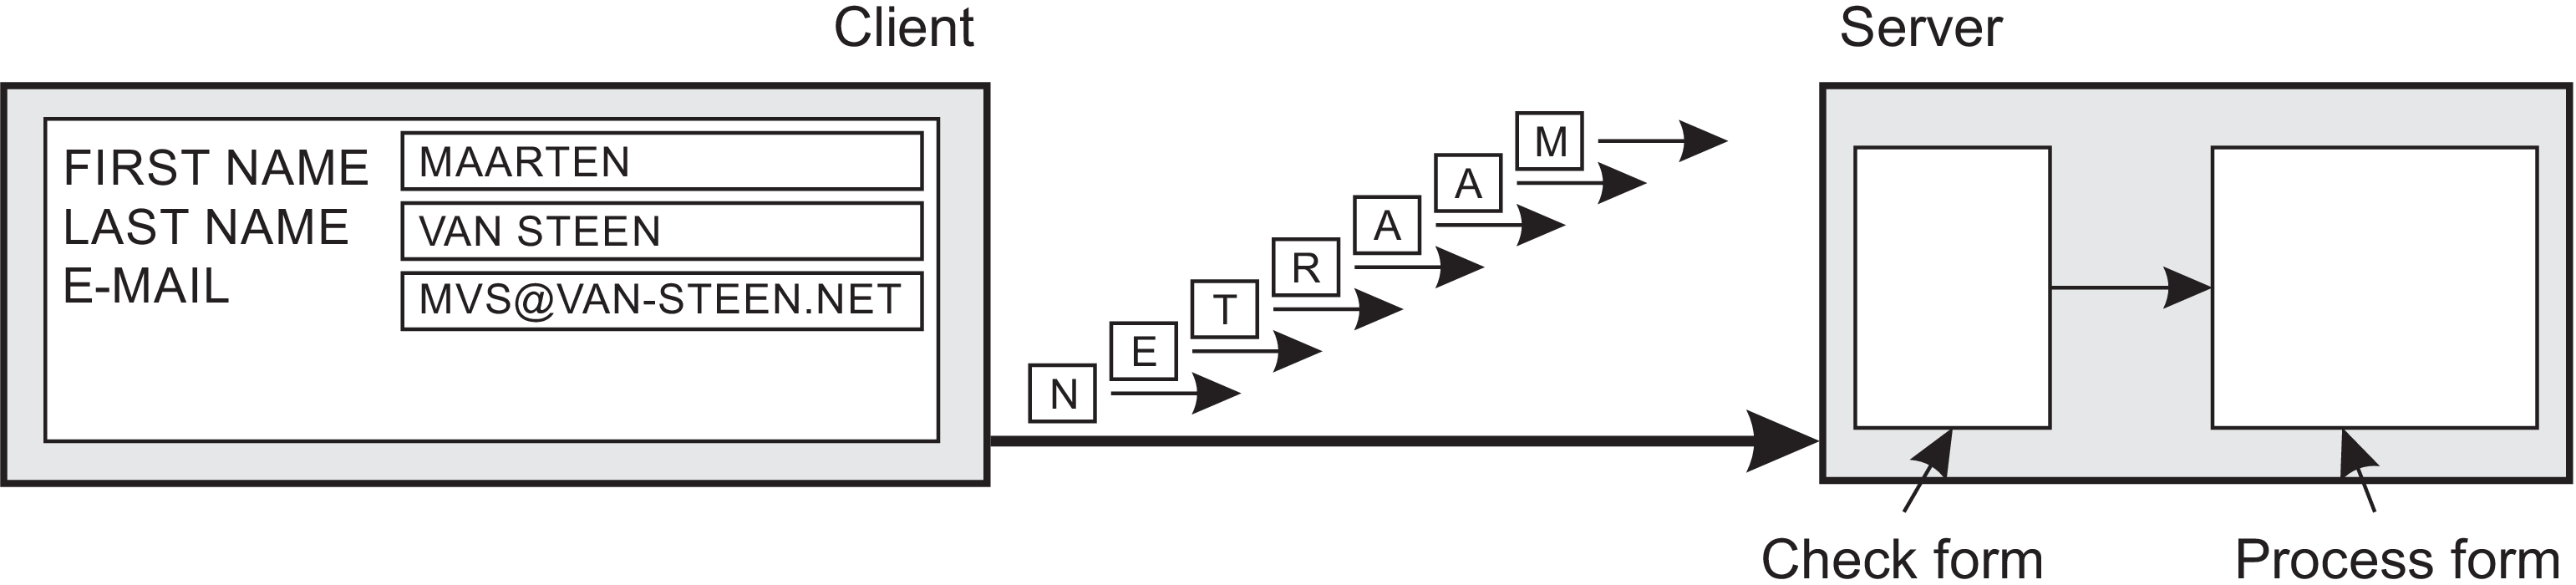 Client
Server
FIRST NAME MAARTEN
LAST NAME VAN STEEN
E-MAIL MVS@VAN-STEEN.NET
M
A
A
R
T
E
N
Check form
Process form